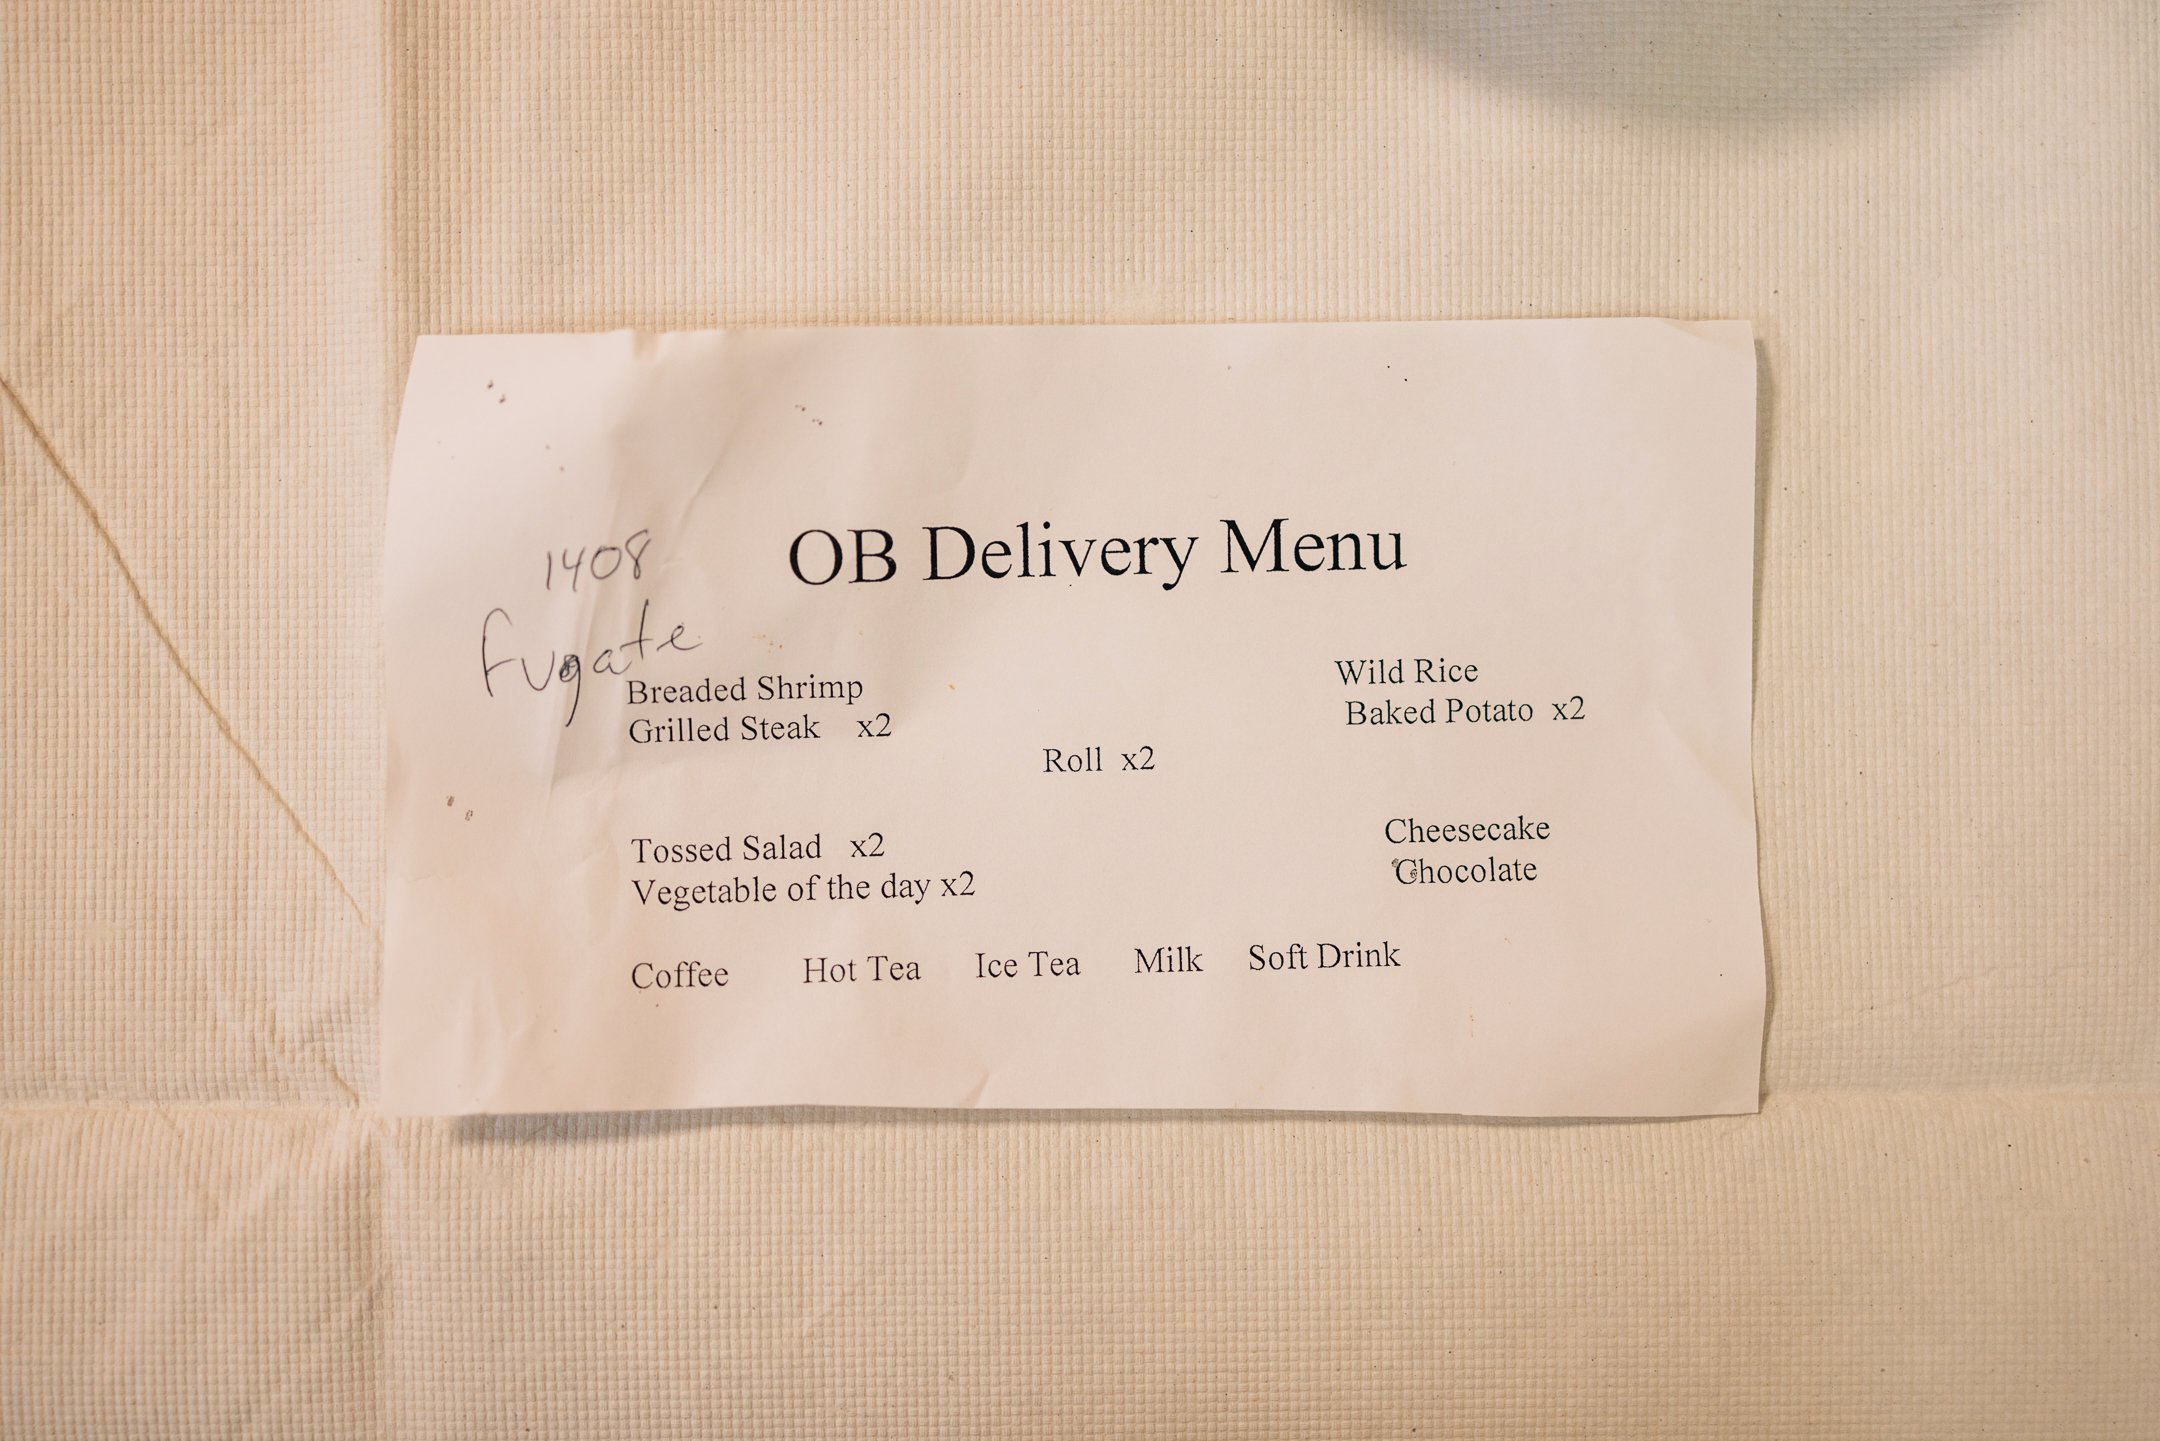 OB Delivery Menu
1408
Fugate
Breaded Shrimp
Grilled Steak x2
Wild Rice
Baked Potato x2
Roll x2
Tossed Salad x2
Vegetable of the day x2
Cheesecake
Chocolate
Coffee Hot Tea Ice Tea Milk Soft Drink